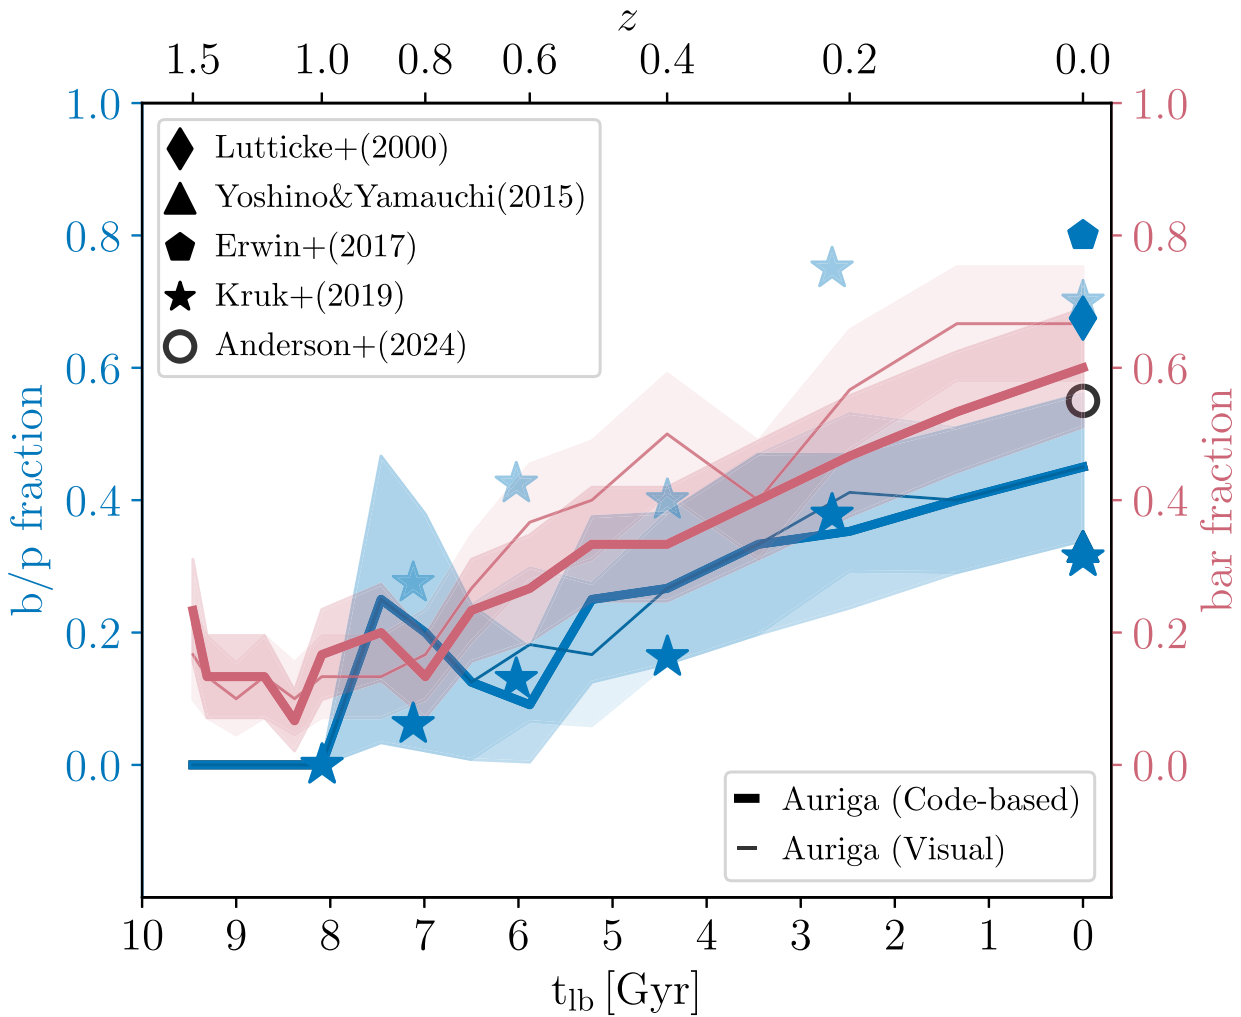 z
1.5 1.0 0.8 0.6 0.4 0.2 0.0
1.0 1.0
0.8 0.8
0.6 0.6
0.4 0.4
0.2 0.2
0.0 0.0
b/p fraction
bar fraction
Lutticke+(2000)
Yoshino&Yamauchi(2015)
Erwin+(2017)
Kruk+(2019)
Anderson+(2024)
Auriga (Code-based)
Auriga (Visual)
10 9 8 7 6 5 4 3 2 1 0
t_lb [Gyr]